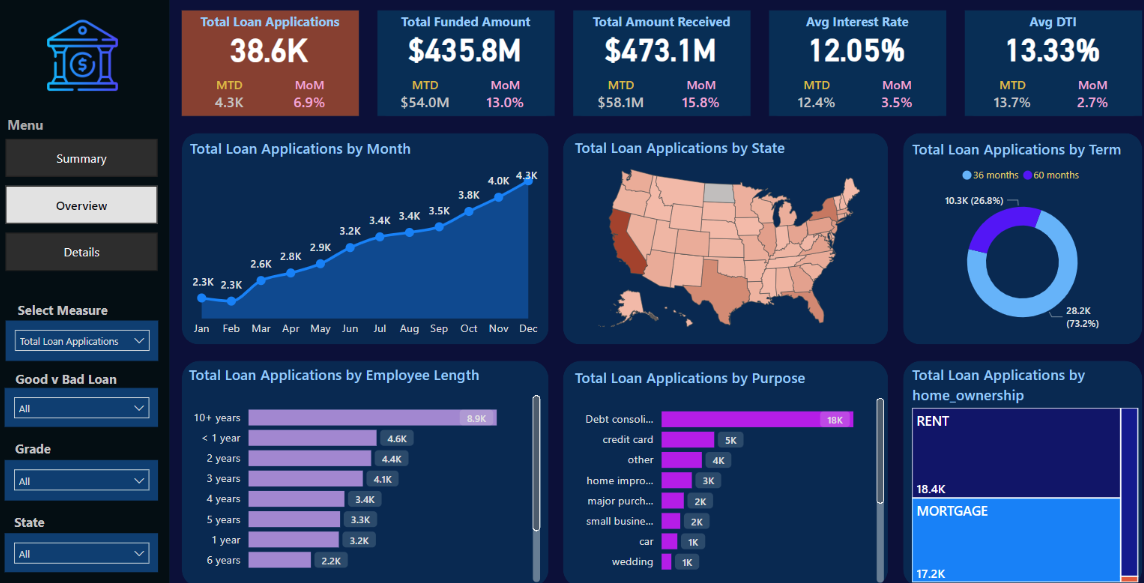 Total Loan Applications
38.6K
MTD MoM
4.3K 6.9%
Total Funded Amount
$435.8M
MTD MoM
$54.0M 13.0%
Total Amount Received
$473.1M
MTD MoM
$58.1M 15.8%
Avg Interest Rate
12.05%
MTD MoM
12.4% 3.5%
Avg DTI
13.33%
MTD MoM
13.7% 2.7%
$
Menu
Summary
Overview
Details
Select Measure
Total Loan Applications
Good v Bad Loan
All
Grade
All
State
All
Total Loan Applications by Month
2.3K 2.3K 2.6K 2.8K 2.9K 3.2K 3.4K 3.4K 3.5K 3.8K 4.0K 4.3K
Jan Feb Mar Apr May Jun Jul Aug Sep Oct Nov Dec
Total Loan Applications by State
Total Loan Applications by Term
36 months 60 months
10.3K (26.8%)
28.2K
(73.2%)
Total Loan Applications by Employee Length
10+ years 8.9K
< 1 year 4.6K
2 years 4.4K
3 years 4.1K
4 years 3.4K
5 years 3.3K
1 year 3.2K
6 years 2.2K
Total Loan Applications by Purpose
Debt consoli... 18K
credit card 5K
other 4K
home impro... 3K
major purch... 2K
small busine... 2K
car 1K
wedding 1K
Total Loan Applications by
home_ownership
RENT
18.4K
MORTGAGE
17.2K